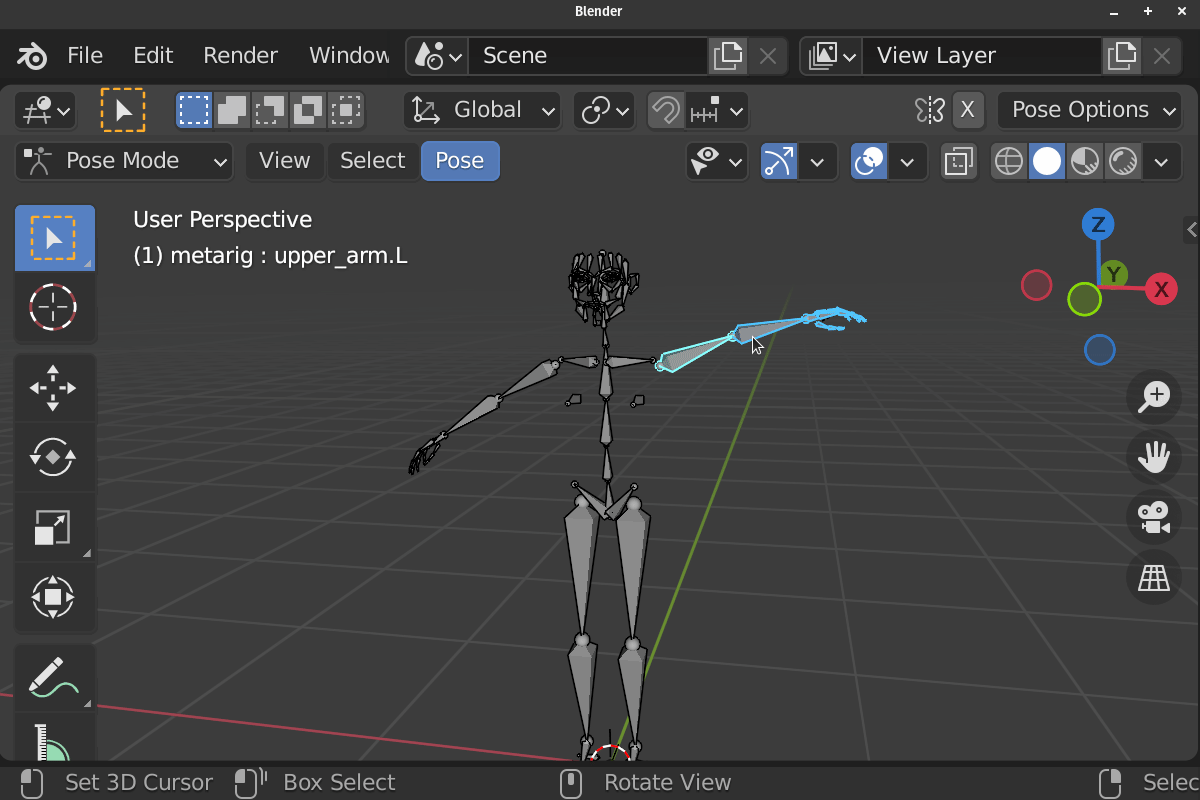 Blender
File Edit Render Window Scene View Layer
Global X Pose Options
Pose Mode View Select Pose
User Perspective
(1) metarig : upper_arm.L
Z
Y
X
Set 3D Cursor Box Select Rotate View Selec